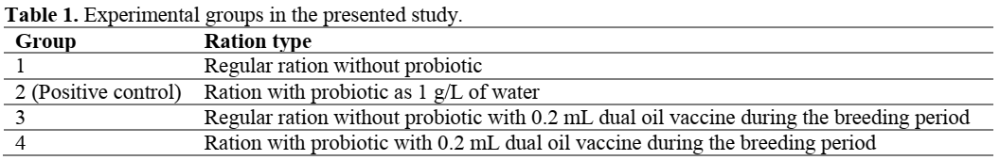 Table 1. Experimental groups in the presented study.
Group Ration type
1 Regular ration without probiotic
2 (Positive control) Ration with probiotic as 1 g/L of water
3 Regular ration without probiotic with 0.2 mL dual oil vaccine during the breeding period
4 Ration with probiotic with 0.2 mL dual oil vaccine during the breeding period